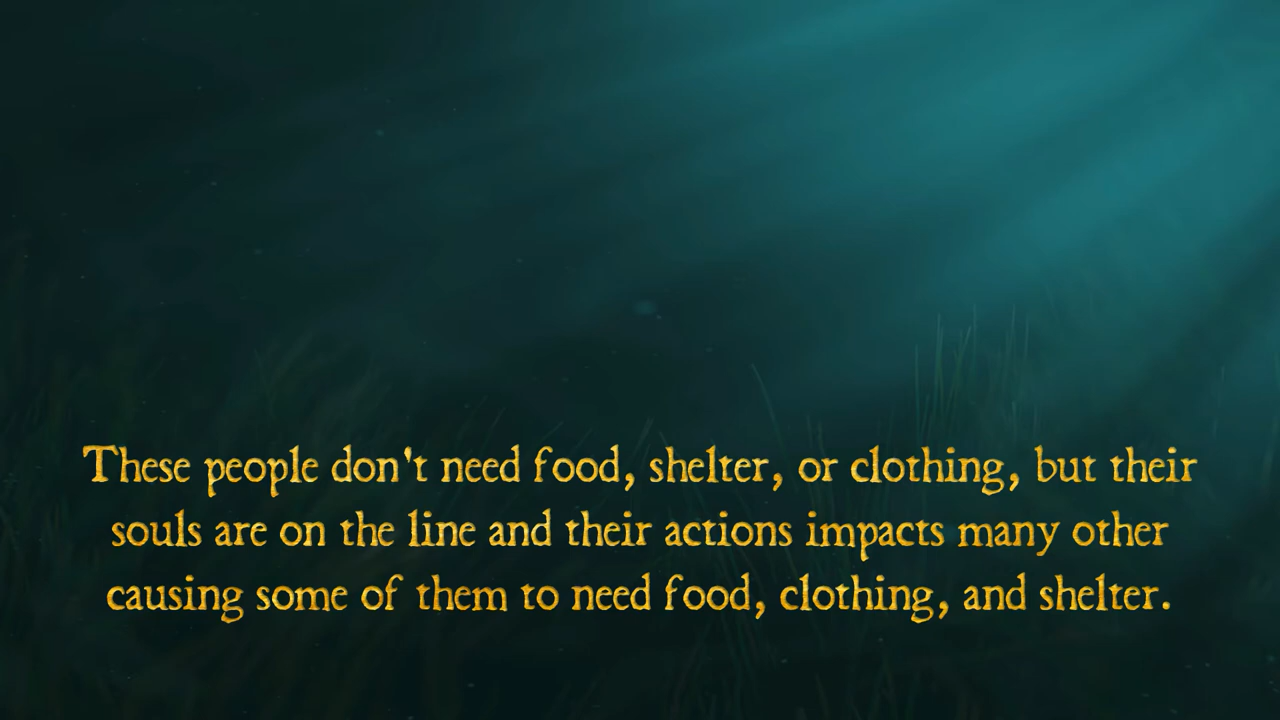 These people don't need food, shelter, or clothing, but their
souls are on the line and their actions impacts many other
causing some of them to need food, clothing, and shelter.